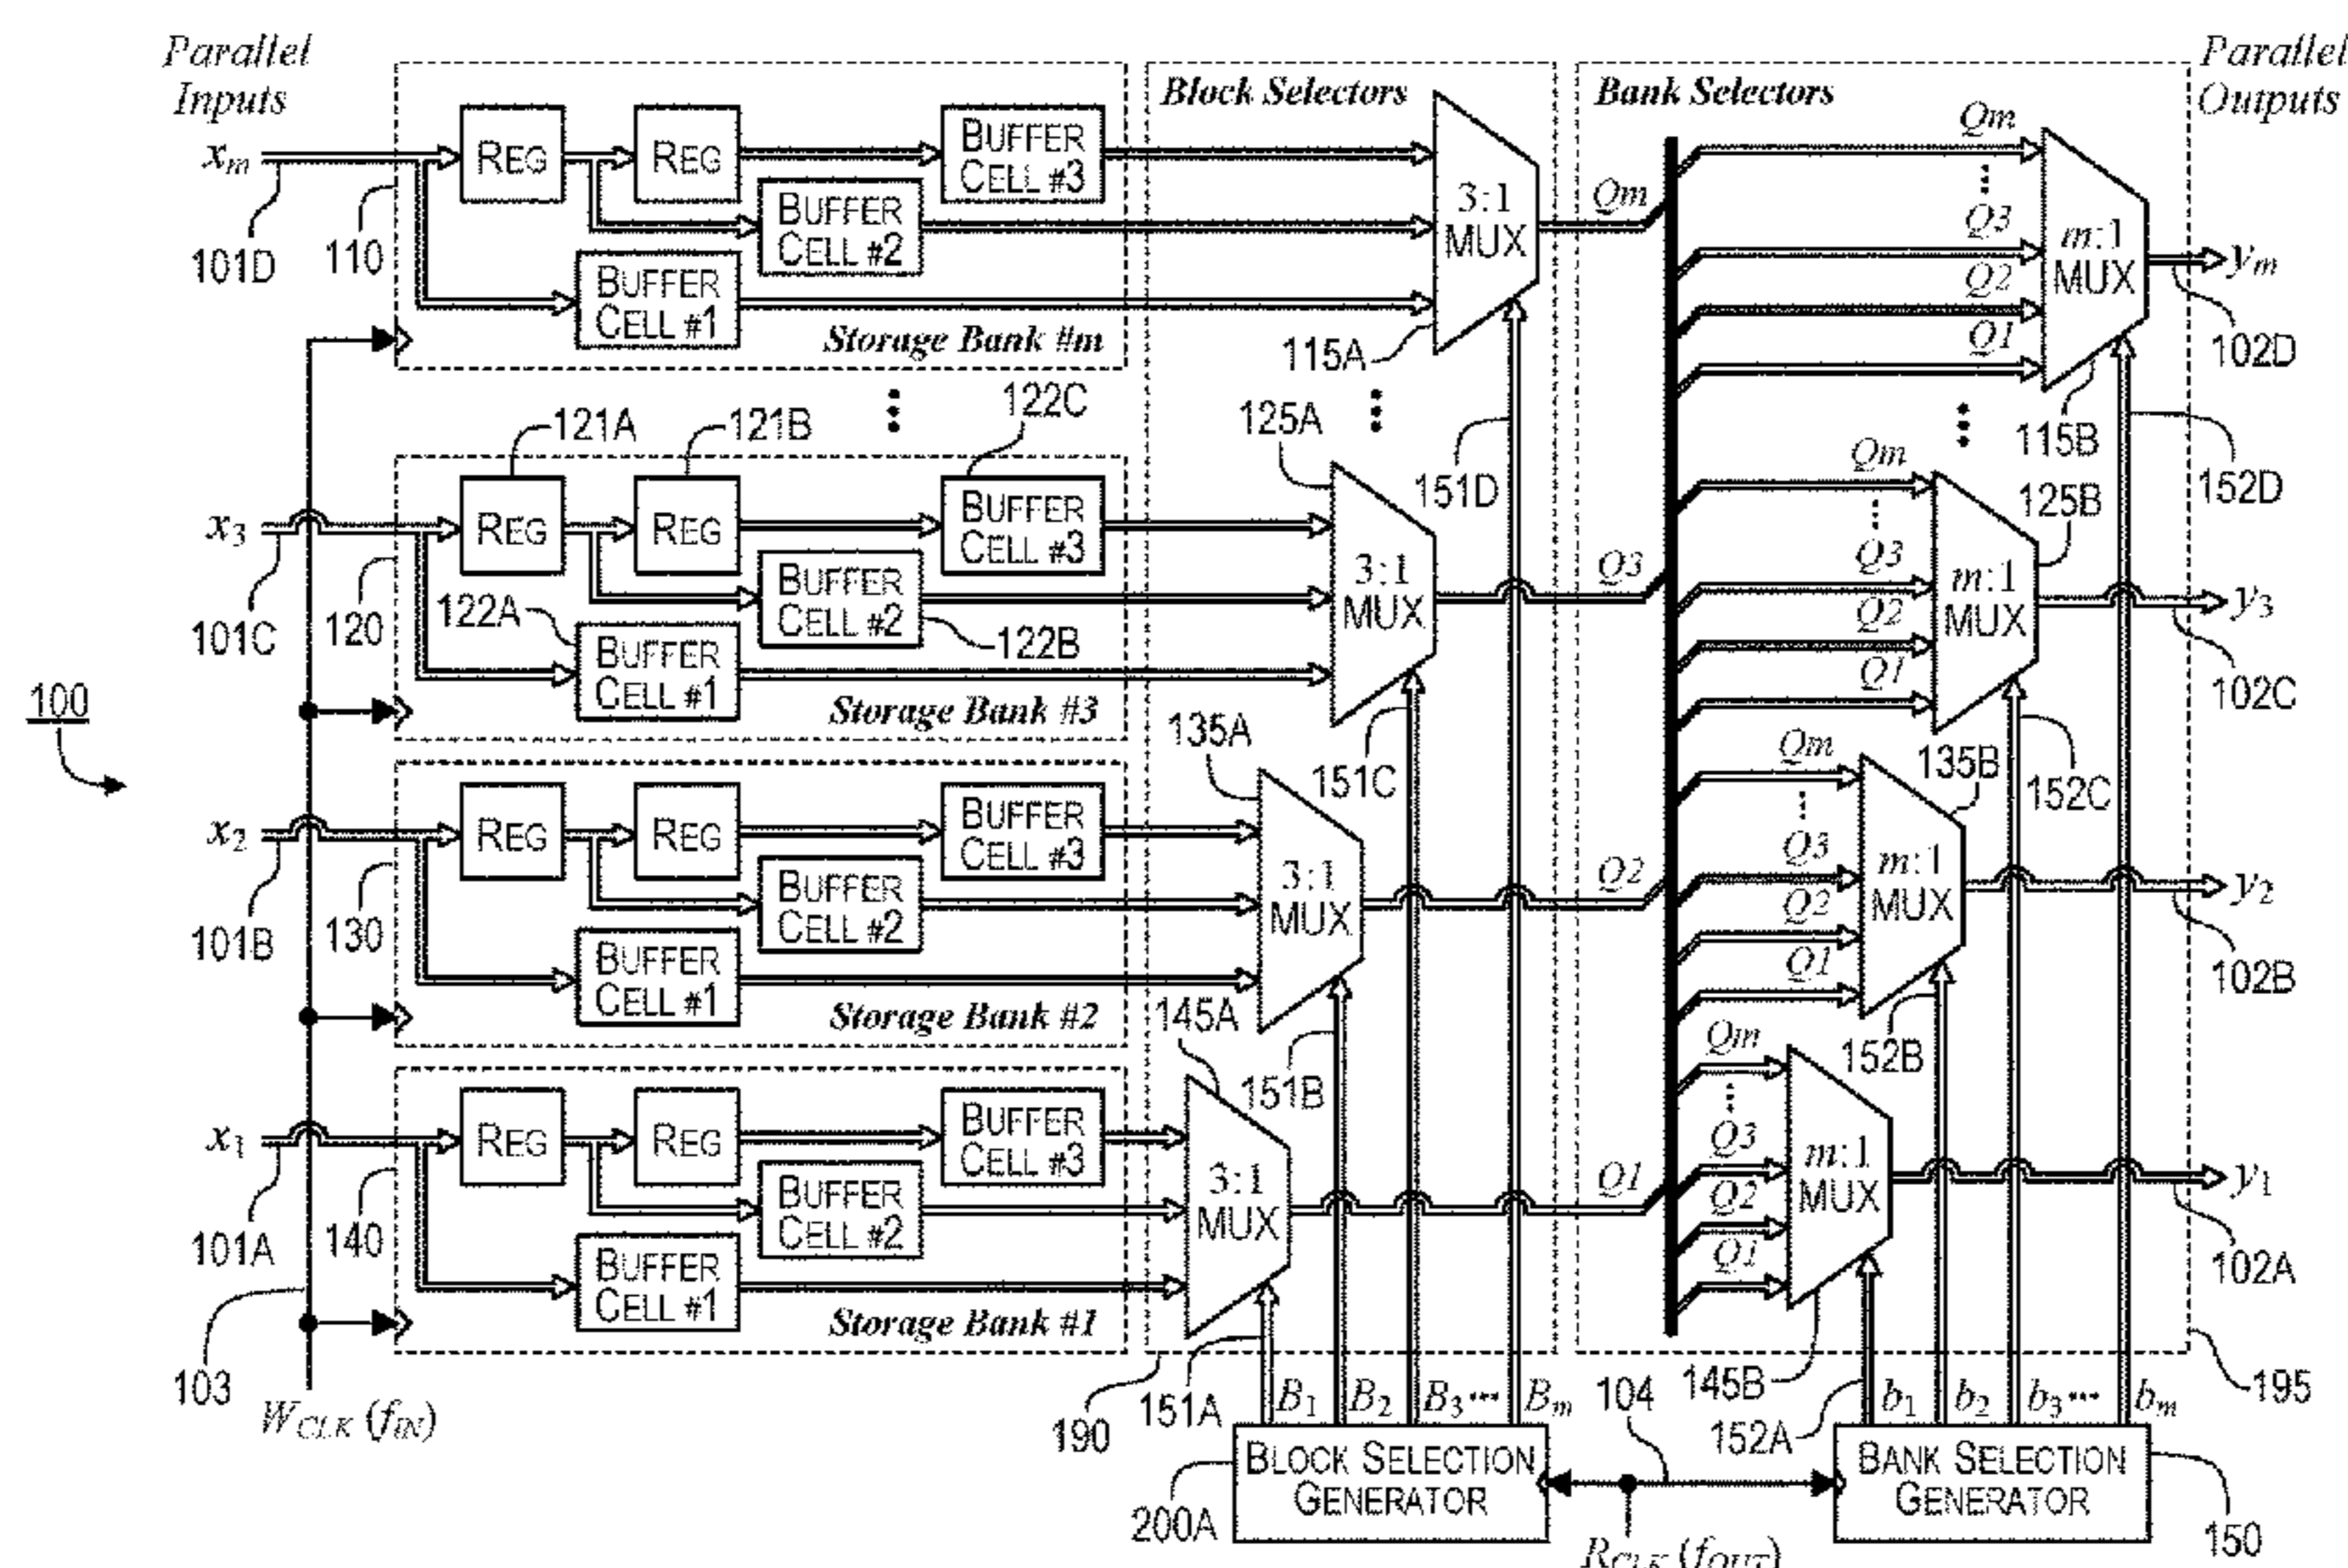 Parallel
Inputs
Block Selectors
Bank Selectors
Parallel
Outputs
xm
101D
110
REG
REG
BUFFER
CELL #3
BUFFER
CELL #2
BUFFER
CELL #1
Storage Bank #m
3:1
MUX
115A
Qm
Qm
Q3
Q2
Q1
m:1
MUX
115B
ym
102D
152D
151D
121A
121B
122C
125A
x3
101C
120
REG
REG
BUFFER
CELL #3
BUFFER
CELL #2
122B
122A
BUFFER
CELL #1
Storage Bank #3
3:1
MUX
151C
Q3
Qm
Q3
Q2
Q1
m:1
MUX
125B
y3
102C
152C
100
135A
x2
101B
130
REG
REG
BUFFER
CELL #3
BUFFER
CELL #2
BUFFER
CELL #1
Storage Bank #2
3:1
MUX
151B
Q2
Qm
Q3
Q2
Q1
m:1
MUX
135B
y2
102B
152B
145A
x1
101A
140
REG
REG
BUFFER
CELL #3
BUFFER
CELL #2
BUFFER
CELL #1
Storage Bank #1
3:1
MUX
Q1
Qm
Q3
Q2
Q1
m:1
MUX
145B
y1
102A
103
WCLK (fIN)
151A
190
B1
B2
B3...
Bm
104
152A
b1
b2
b3...
bm
195
BLOCK SELECTION
GENERATOR
200A
BANK SELECTION
GENERATOR
150
RCLK (fOUT)